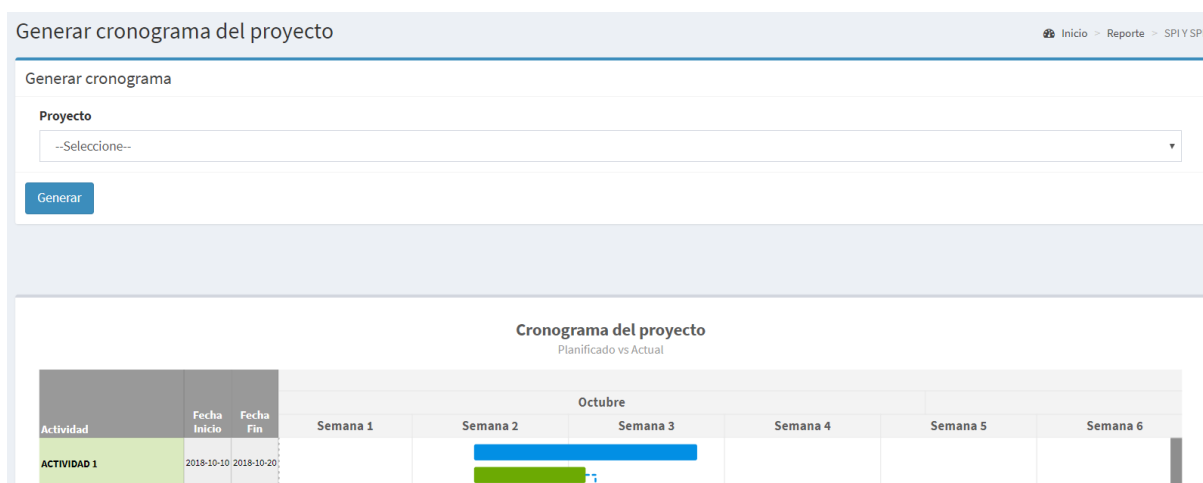 Generar cronograma del proyecto
Inicio > Reporte > SPI Y SP
Generar cronograma
Proyecto
--Seleccione--
Generar
Cronograma del proyecto
Planificado vs Actual
Octubre
Actividad Fecha Inicio Fecha Fin Semana 1 Semana 2 Semana 3 Semana 4 Semana 5 Semana 6
ACTIVIDAD 1 2018-10-10 2018-10-20